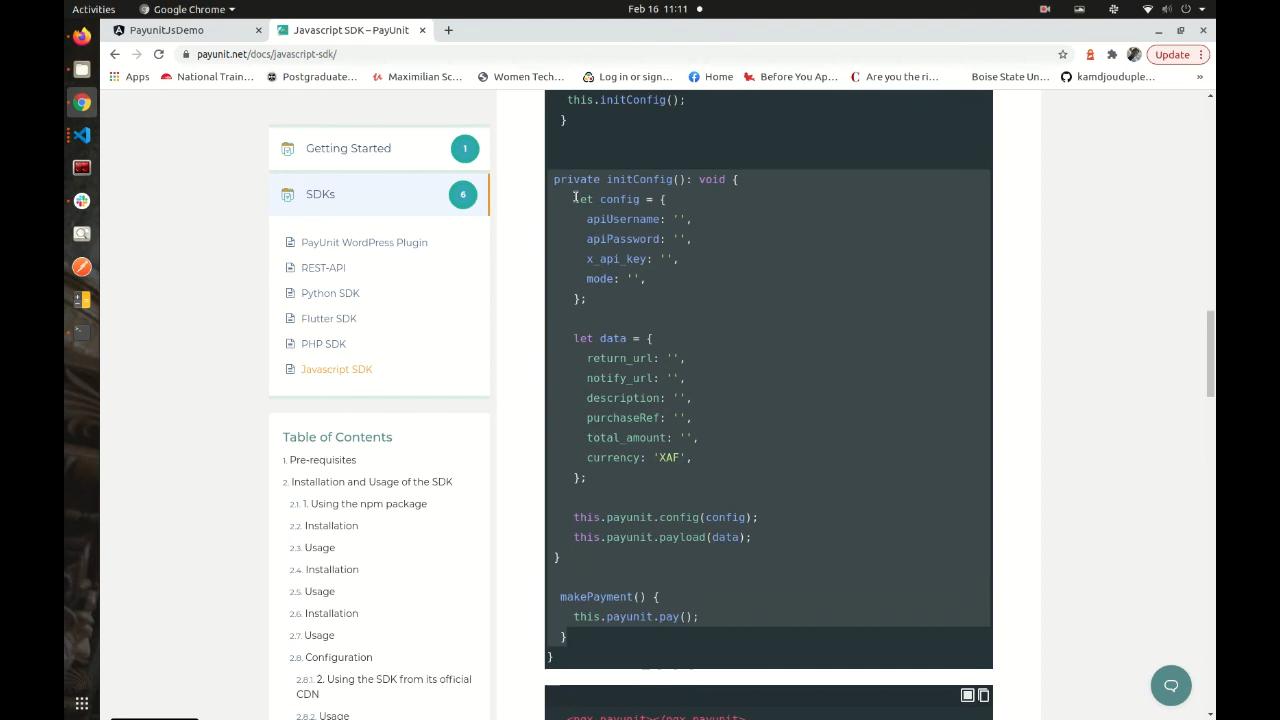 Activities
Google Chrome
Feb 16 11:11
PayunitJsDemo
Javascript SDK – PayUnit
payunit.net/docs/javascript-sdk/
Update
Apps
National Train...
Postgraduate...
Maximilian Sc...
Women Tech...
Log in or sign...
Home
Before You Ap...
Are you the ri...
Boise State Un...
kamdjouduple...
»
Getting Started
1
SDKs
6
PayUnit WordPress Plugin
REST-API
Python SDK
Flutter SDK
PHP SDK
Javascript SDK
Table of Contents
1. Pre-requisites
2. Installation and Usage of the SDK
2.1. 1. Using the npm package
2.2. Installation
2.3. Usage
2.4. Installation
2.5. Usage
2.6. Installation
2.7. Usage
2.8. Configuration
2.8.1. 2. Using the SDK from its official
CDN
2.8.2. Usage
this.initConfig();
}
private initConfig(): void {
let config = {
apiUsername: '',
apiPassword: '',
x_api_key: '',
mode: '',
};
let data = {
return_url: '',
notify_url: '',
description: '',
purchaseRef: '',
total_amount: '',
currency: 'XAF',
};
this.payunit.config(config);
this.payunit.payload(data);
}
makePayment() {
this.payunit.pay();
}
}
<ngx-payunit></ngx-payunit>